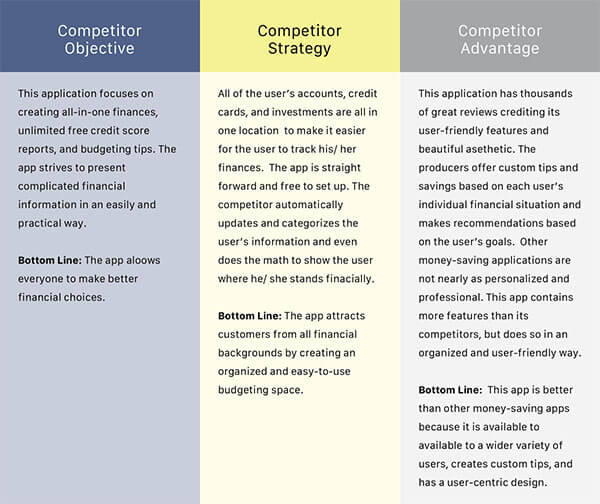 Competitor
Objective
This application focuses on
creating all-in-one finances,
unlimited free credit score
reports, and budgeting tips. The
app strives to present
complicated financial
information in an easily and
practical way.
Bottom Line: The app aloows
everyone to make better
financial choices.
Competitor
Strategy
All of the user's accounts, credit
cards, and investments are all in
one location  to make it easier
for the user to track his/ her
finances.  The app is straight
forward and free to set up. The
competitor automatically
updates and categorizes the
user's information and even
does the math to show the user
where he/ she stands finacially.
Bottom Line: The app attracts
customers from all financial
backgrounds by creating an
organized and easy-to-use
budgeting space.
Competitor
Advantage
This application has thousands
of great reviews crediting its
user-friendly features and
beautiful asethetic. The
producers offer custom tips and
savings based on each user's
individual financial situation and
makes recommendations based
on the user's goals.  Other
money-saving applications are
not nearly as personalized and
professional. This app contains
more features than its
competitors, but does so in an
organized and user-friendly way.
Bottom Line:  This app is better
than other money-saving apps
because it is available to
available to a wider variety of
users, creates custom tips, and
has a user-centric design.